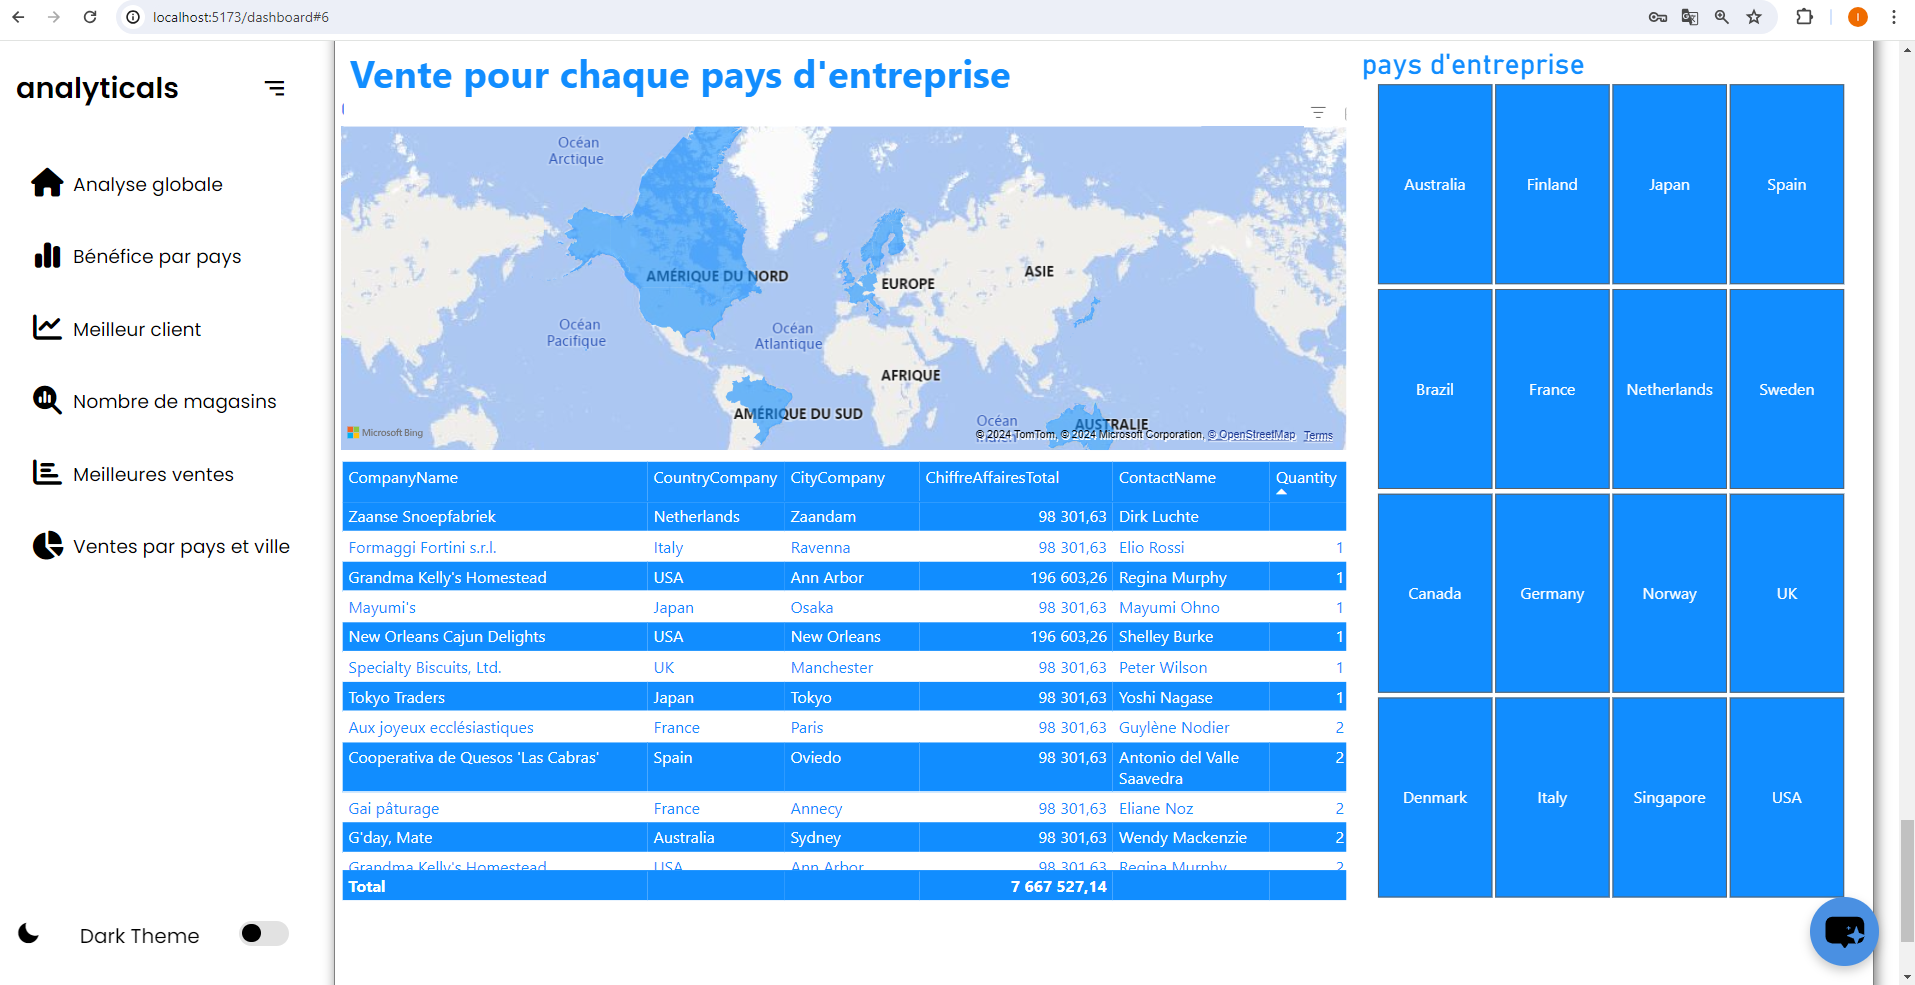 localhost:5173/dashboard#6
analyticals
Analyse globale
Bénéfice par pays
Meilleur client
Nombre de magasins
Meilleures ventes
Ventes par pays et ville
Dark Theme
Vente pour chaque pays d'entreprise
Océan
Arctique
AMÉRIQUE DU NORD
EUROPE
ASIE
Océan
Pacifique
Océan
Atlantique
AFRIQUE
AMÉRIQUE DU SUD
Océan
AUSTRALIE
Microsoft Bing
© 2024 TomTom, © 2024 Microsoft Corporation, © OpenStreetMap Terms
CompanyName CountryCompany CityCompany ChiffreAffairesTotal ContactName Quantity
Zaanse Snoepfabriek Netherlands Zaandam 98 301,63 Dirk Luchte
Formaggi Fortini s.r.l. Italy Ravenna 98 301,63 Elio Rossi 1
Grandma Kelly's Homestead USA Ann Arbor 196 603,26 Regina Murphy 1
Mayumi's Japan Osaka 98 301,63 Mayumi Ohno 1
New Orleans Cajun Delights USA New Orleans 196 603,26 Shelley Burke 1
Specialty Biscuits, Ltd. UK Manchester 98 301,63 Peter Wilson 1
Tokyo Traders Japan Tokyo 98 301,63 Yoshi Nagase 1
Aux joyeux ecclésiastiques France Paris 98 301,63 Guylène Nodier 2
Cooperativa de Quesos 'Las Cabras' Spain Oviedo 98 301,63 Antonio del Valle 2
Saavedra
Gai pâturage France Annecy 98 301,63 Eliane Noz 2
G'day, Mate Australia Sydney 98 301,63 Wendy Mackenzie 2
Grandma Kelly's Homestead USA Ann Arbor 98 301,63 Regina Murphy 2
Total 7 667 527,14
pays d'entreprise
Australia Finland Japan Spain
Brazil France Netherlands Sweden
Canada Germany Norway UK
Denmark Italy Singapore USA